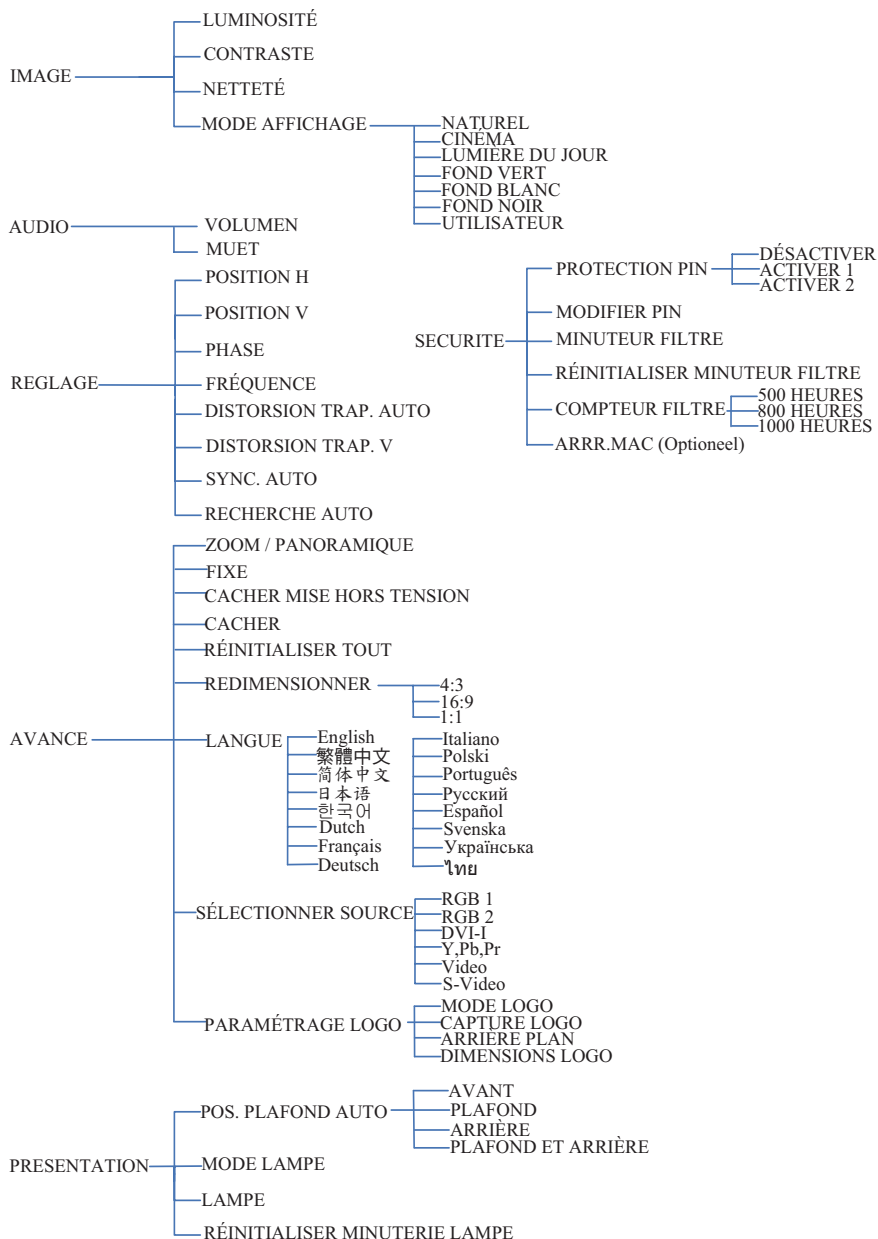 IMAGE
LUMINOSITÉ
CONTRASTE
NETTETÉ
MODE AFFICHAGE
NATUREL
CINÉMA
LUMIÈRE DU JOUR
FOND VERT
FOND BLANC
FOND NOIR
UTILISATEUR
AUDIO
VOLUMEN
MUET
REGLAGE
POSITION H
POSITION V
PHASE
FRÉQUENCE
DISTORSION TRAP. AUTO
DISTORSION TRAP. V
SYNC. AUTO
RECHERCHE AUTO
SECURITE
PROTECTION PIN
DÉSACTIVER
ACTIVER 1
ACTIVER 2
MODIFIER PIN
MINUTEUR FILTRE
RÉINITIALISER MINUTEUR FILTRE
COMPTEUR FILTRE
500 HEURES
800 HEURES
1000 HEURES
ARRR.MAC (Optioneel)
AVANCE
ZOOM / PANORAMIQUE
FIXE
CACHER MISE HORS TENSION
CACHER
RÉINITIALISER TOUT
REDIMENSIONNER
4:3
16:9
1:1
LANGUE
English
繁體中文
简体中文
日本语
한국어
Dutch
Français
Deutsch
Italiano
Polski
Português
Русский
Español
Svenska
Українська
ไทย
SÉLECTIONNER SOURCE
RGB 1
RGB 2
DVI-I
Y,Pb,Pr
Video
S-Video
PARAMÉTRAGE LOGO
MODE LOGO
CAPTURE LOGO
ARRIÈRE PLAN
DIMENSIONS LOGO
PRESENTATION
POS. PLAFOND AUTO
AVANT
PLAFOND
ARRIÈRE
PLAFOND ET ARRIÈRE
MODE LAMPE
LAMPE
RÉINITIALISER MINUTERIE LAMPE